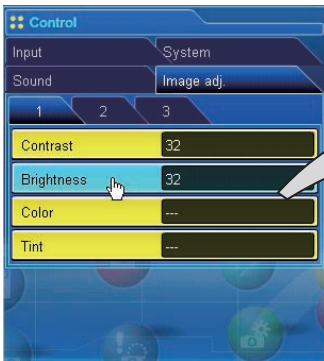 Control
Input System
Sound Image adj.
1 2 3
Contrast 32
Brightness 32
Color ---
Tint ---